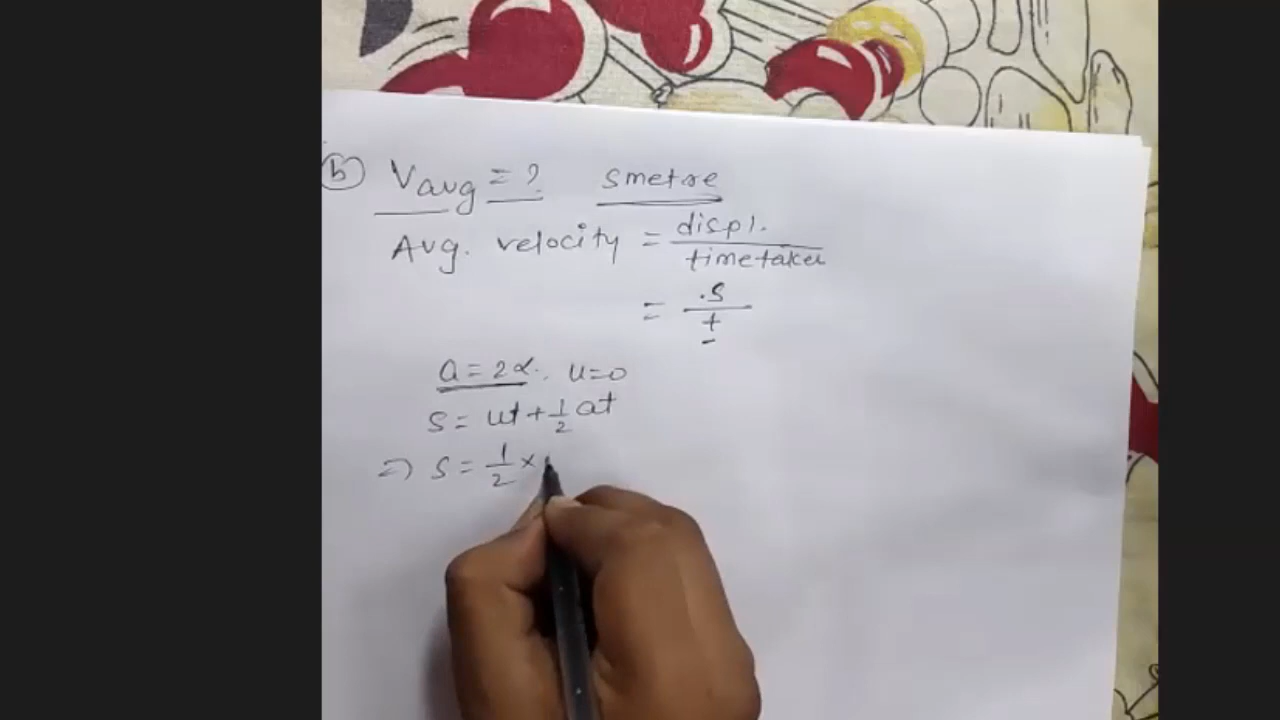 (b) Vavg = ? s metre
Avg. velocity = displ. / time taken
= s / t
a = 2α. u=0
s = ut + 1/2 at
=> s = 1/2 ×